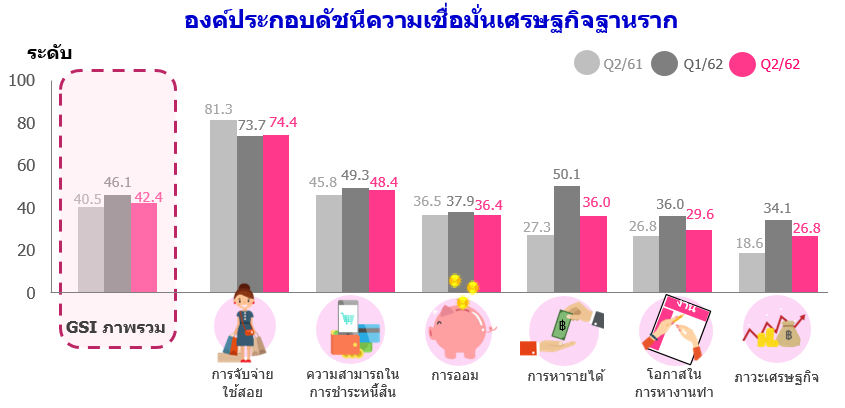 องค์ประกอบดัชนีความเชื่อมั่นเศรษฐกิจฐานราก
ระดับ
Q2/61 Q1/62 Q2/62
100
80
60
40
20
0
40.5 46.1 42.4
81.3 73.7 74.4
45.8 49.3 48.4
36.5 37.9 36.4
27.3 50.1 36.0
26.8 36.0 29.6
18.6 34.1 26.8
GSI ภาพรวม
การจับจ่าย
ใช้สอย
ความสามารถใน
การชำระหนี้สิน
การออม
฿
การหารายได้
งาน
โอกาสใน
การหางานทำ
฿
ภาวะเศรษฐกิจ